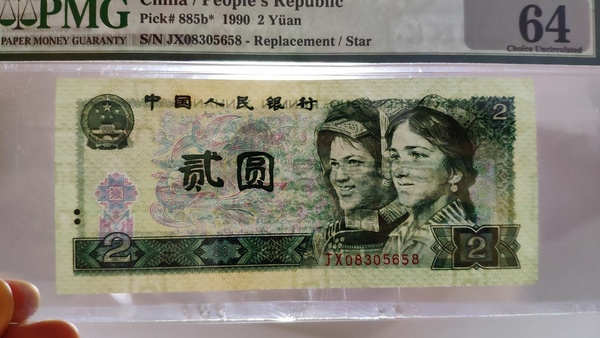 PMG
PAPER MONEY GUARANTY
China / People's Republic
Pick# 885b* 1990 2 Yüan
S/N JX08305658 - Replacement / Star
64
Choice Uncirculated
中国人民银行
2
贰圆
2
JX08305658
2